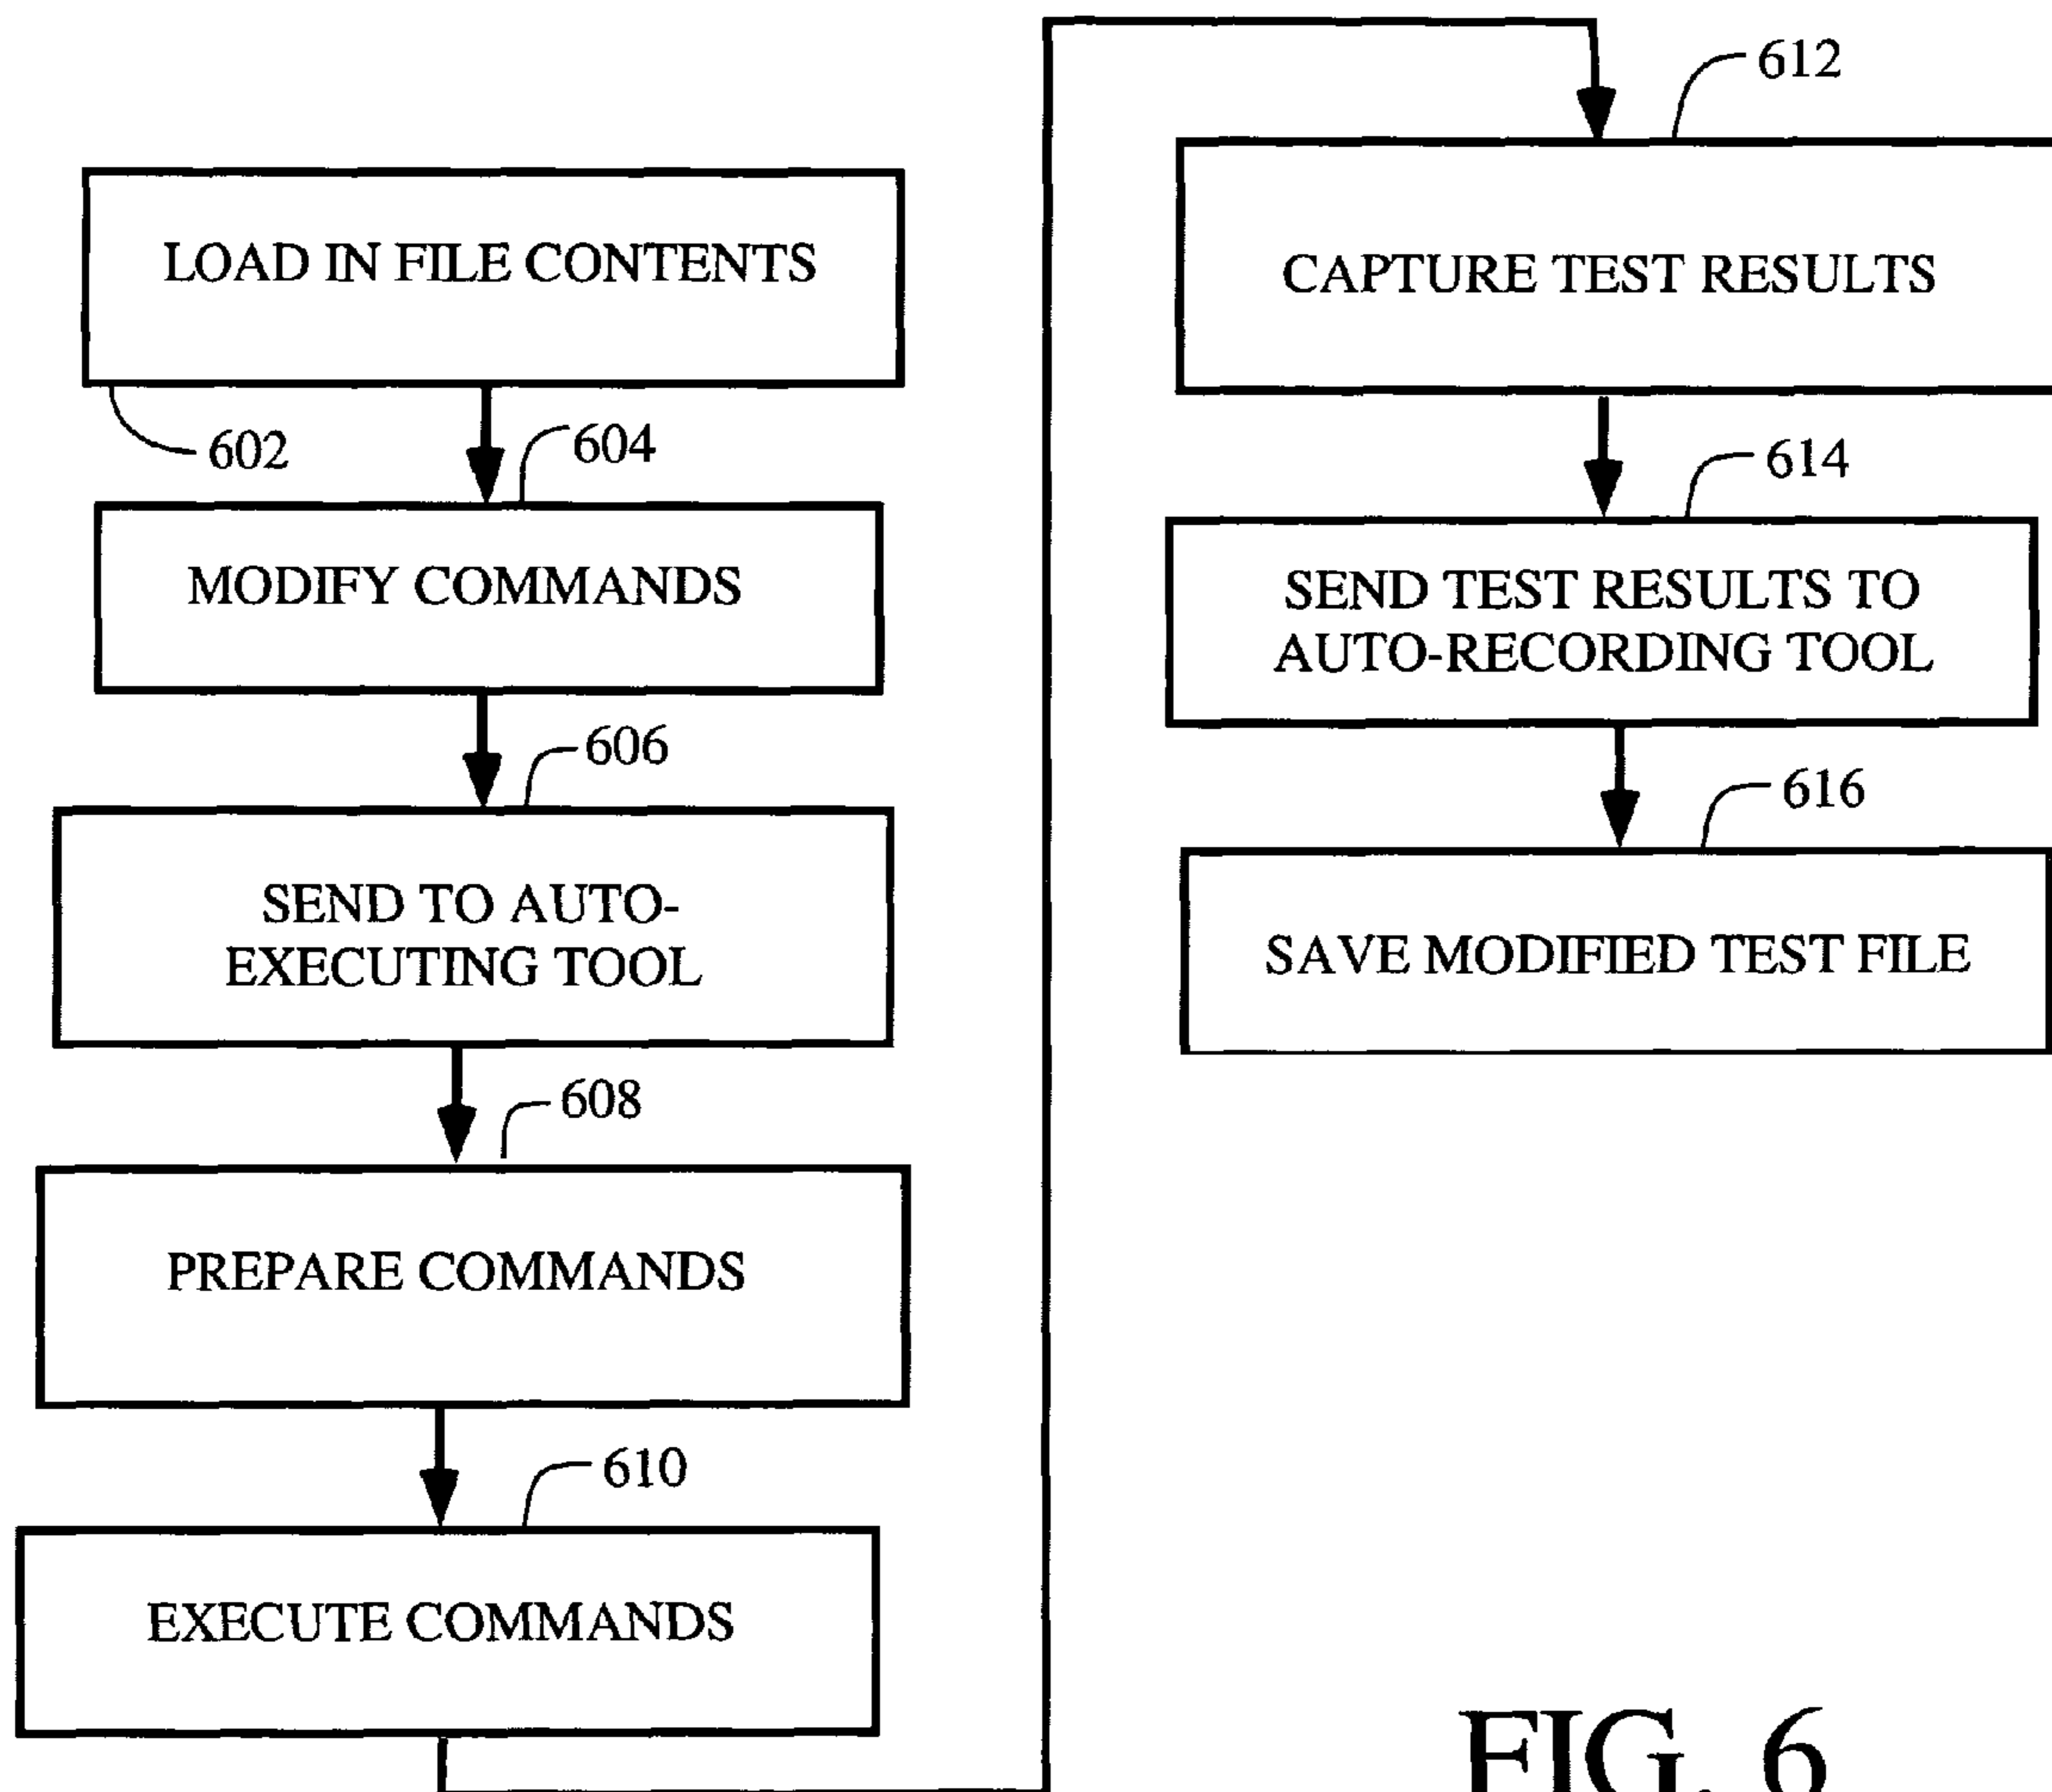 LOAD IN FILE CONTENTS
602
604
MODIFY COMMANDS
606
SEND TO AUTO-
EXECUTING TOOL
608
PREPARE COMMANDS
610
EXECUTE COMMANDS
612
CAPTURE TEST RESULTS
614
SEND TEST RESULTS TO
AUTO-RECORDING TOOL
616
SAVE MODIFIED TEST FILE
FIG. 6